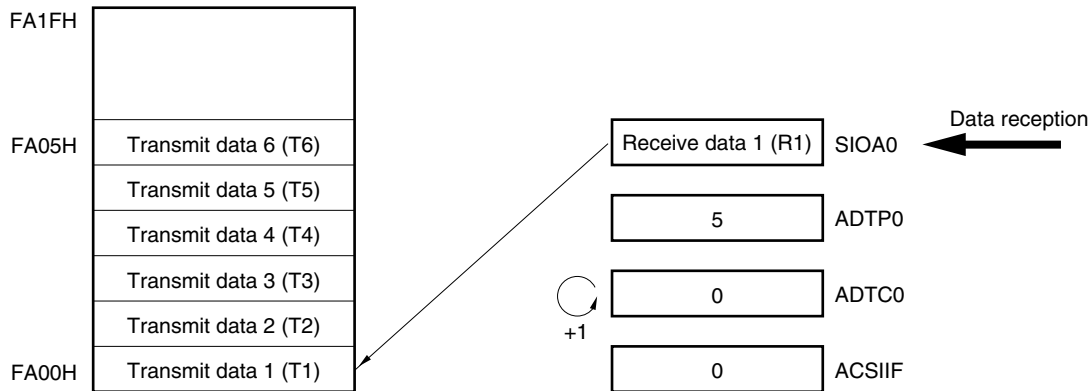 FA1FH
FA05H
Transmit data 6 (T6)
Transmit data 5 (T5)
Transmit data 4 (T4)
Transmit data 3 (T3)
Transmit data 2 (T2)
FA00H
Transmit data 1 (T1)
Receive data 1 (R1)
SIOA0
Data reception
5
ADTP0
0
ADTC0
+1
0
ACSIIF